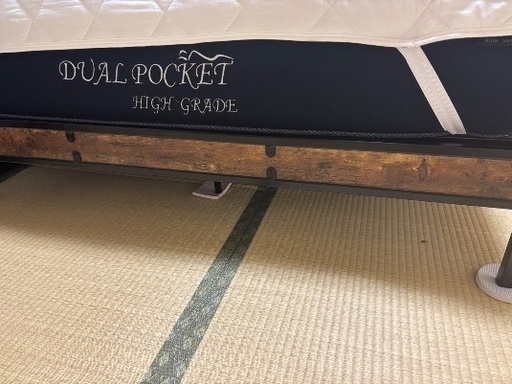 DUAL POCKET
HIGH GRADE